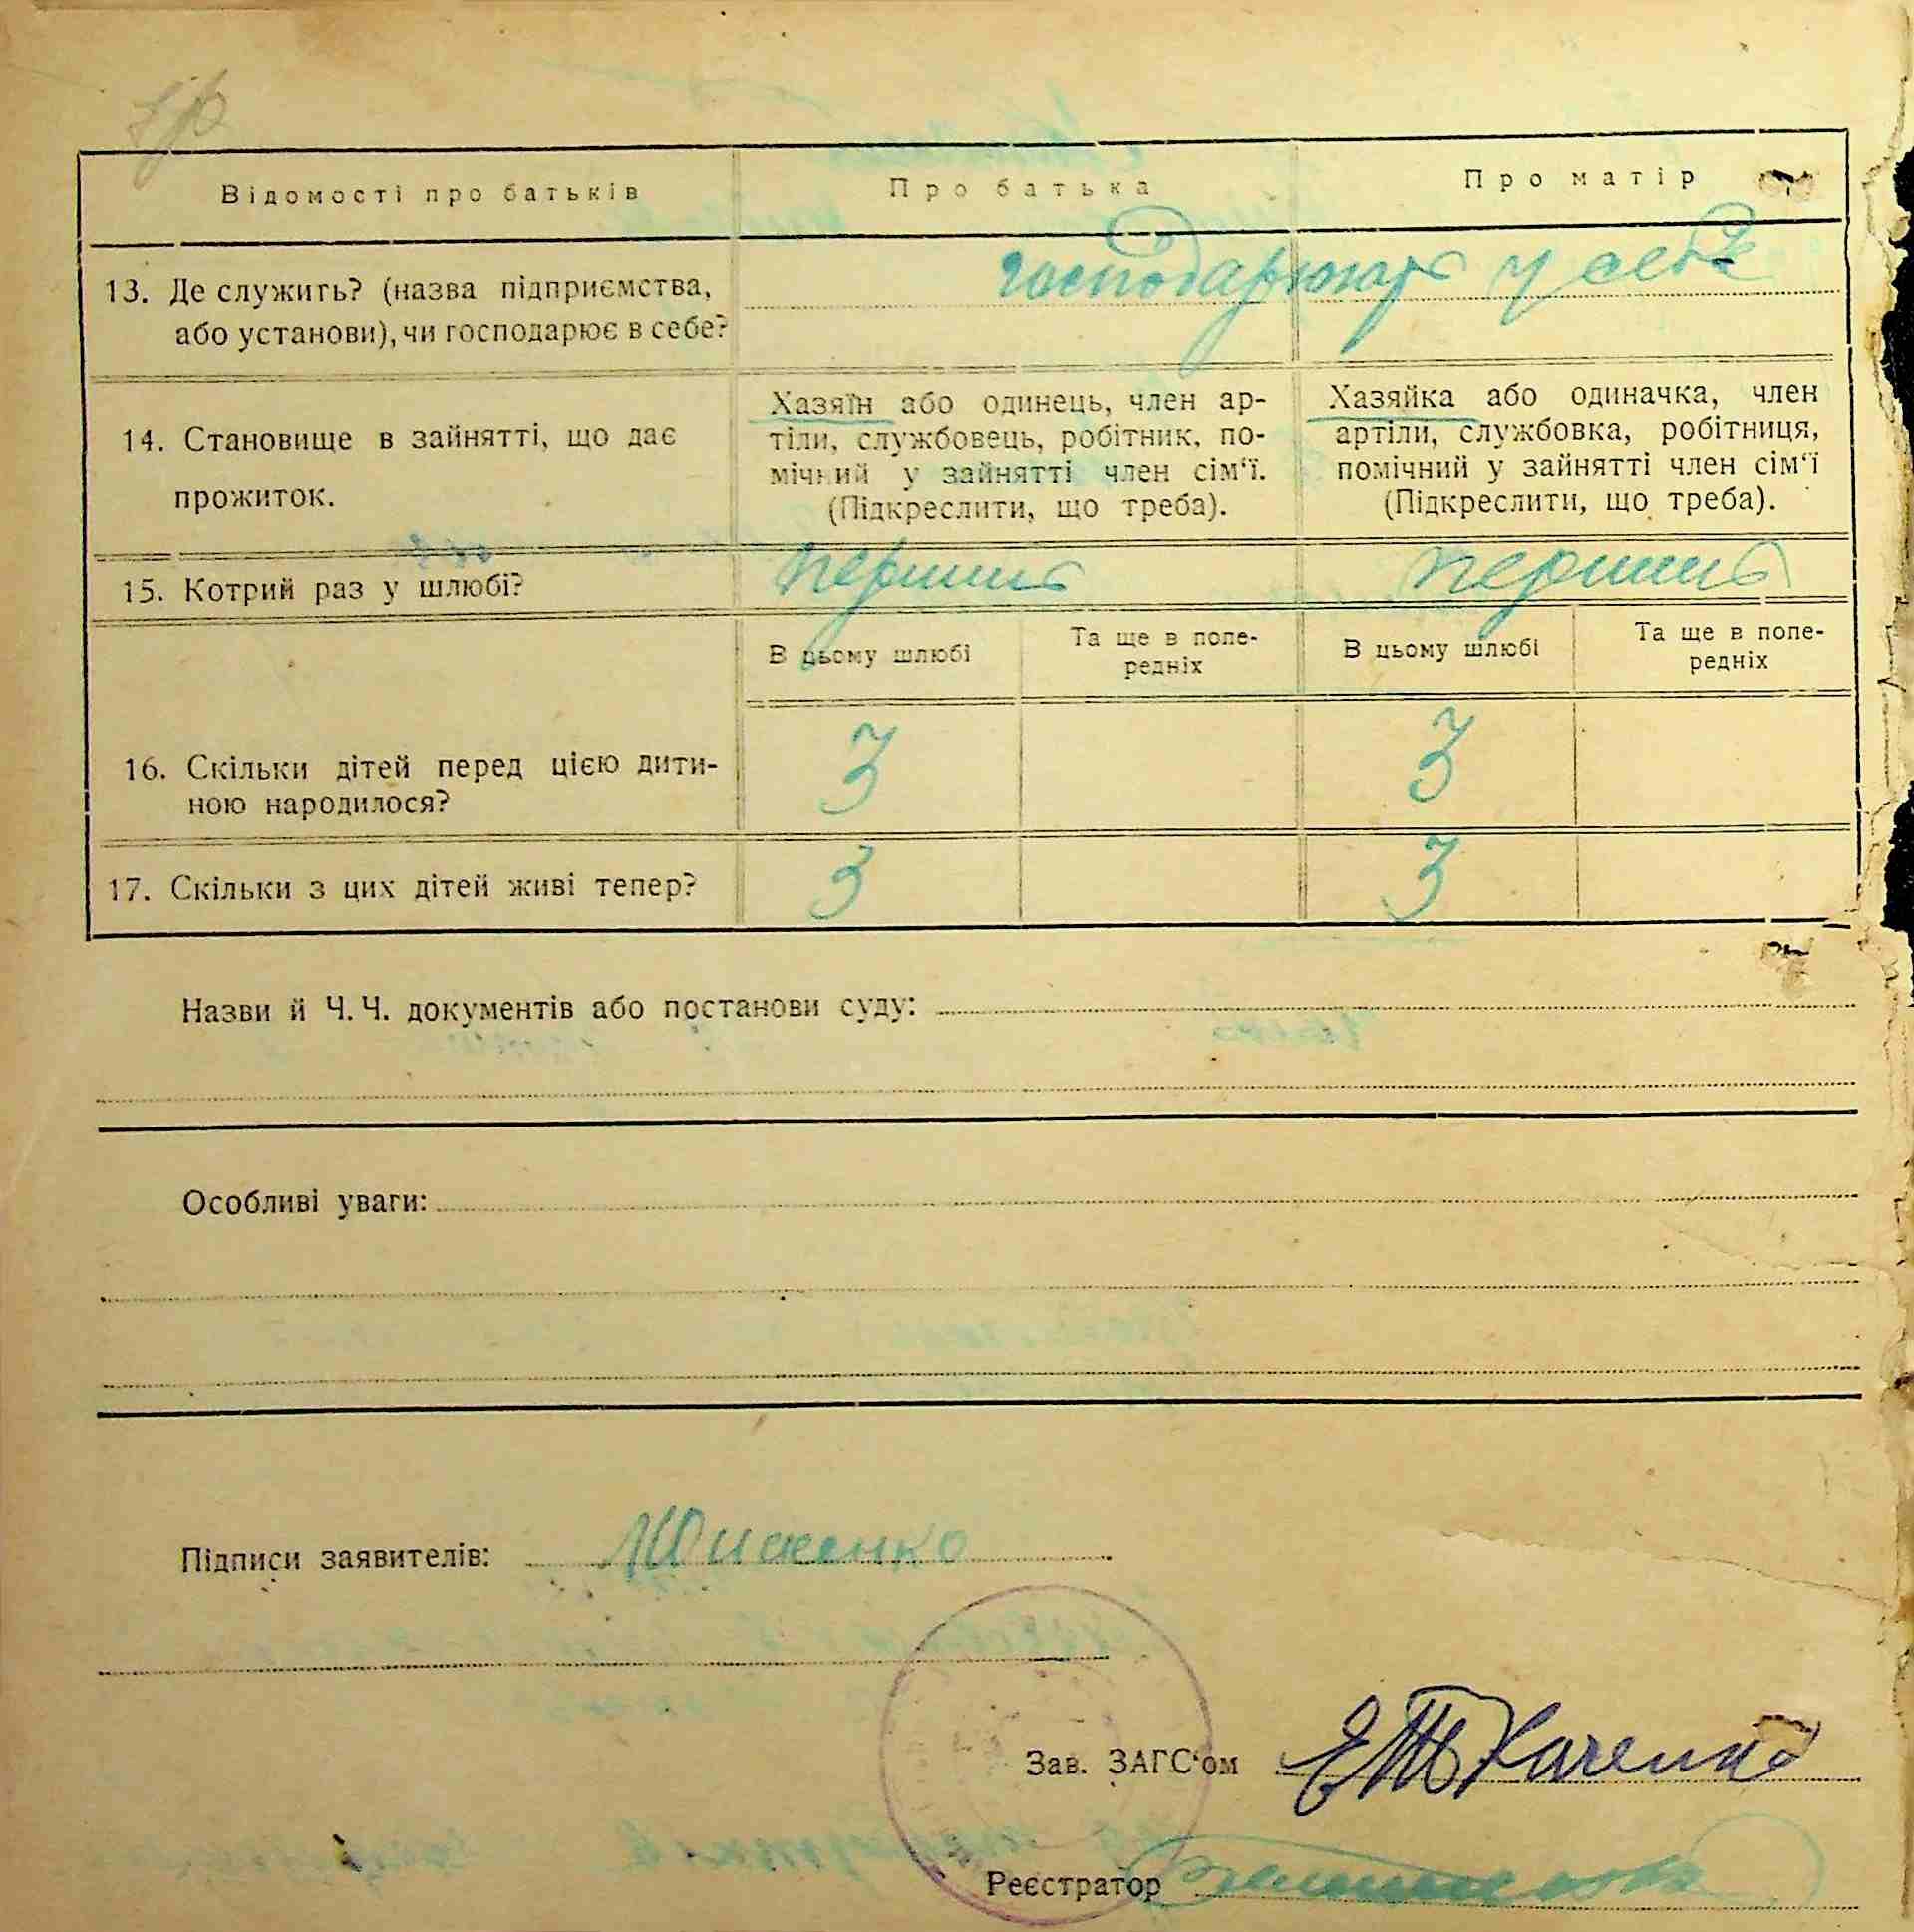 Відомості про батьків
Про батька
Про матір
13. Де служить? (назва підприємства,
або установи), чи господарює в себе?
господарюють у себе
14. Становище в зайнятті, що дає
прожиток.
Хазяїн або одинець, член ар-
тіли, службовець, робітник, по-
мічний у зайнятті член сім‘ї.
(Підкреслити, що треба).
Хазяйка або одиначка, член
артіли, службовка, робітниця,
помічний у зайнятті член сім‘ї
(Підкреслити, що треба).
15. Котрий раз у шлюбі?
перший
перший
В цьому шлюбі
Та ще в попе-
редніх
В цьому шлюбі
Та ще в попе-
редніх
16. Скільки дітей перед цією дити-
ною народилося?
3
3
17. Скільки з цих дітей живі тепер?
3
3
Назви й Ч. Ч. документів або постанови суду:
Особливі уваги:
Підписи заявителів:
Зав. ЗАГС‘ом ЕТкаченко
Реєстратор